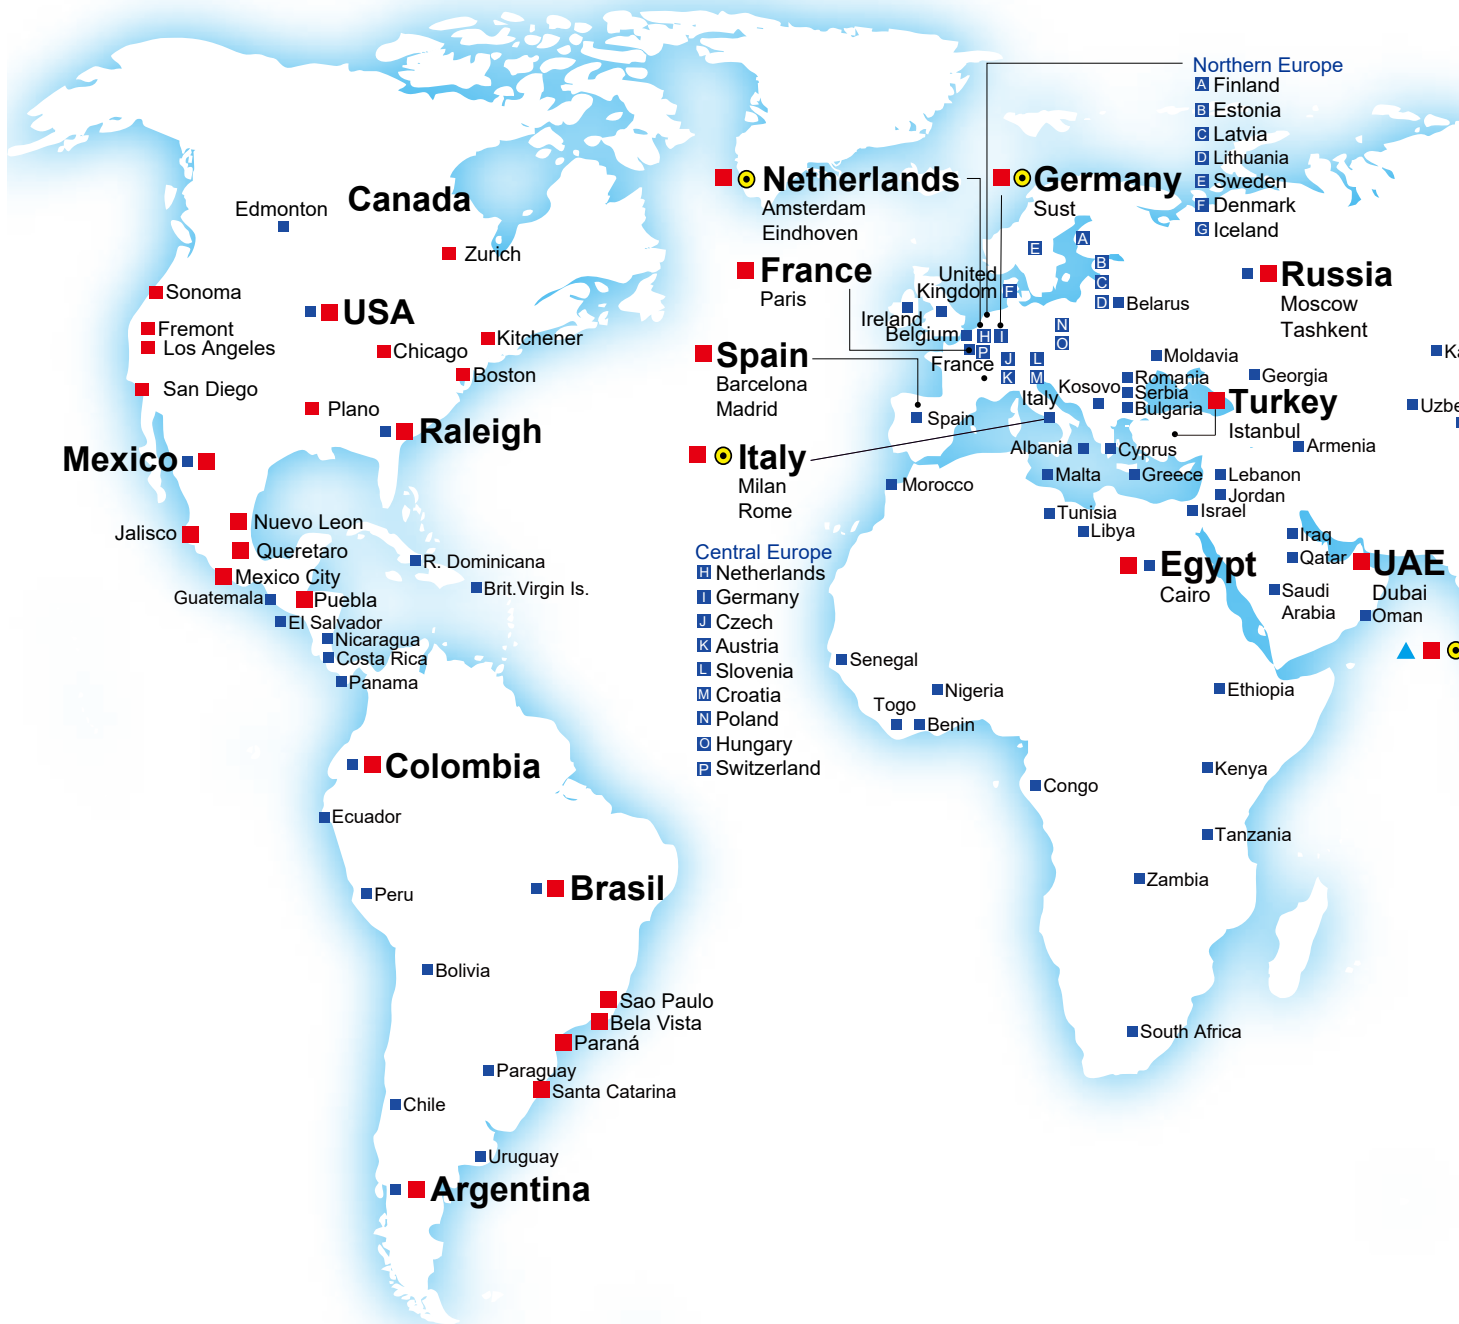 Northern Europe
A Finland
B Estonia
C Latvia
D Lithuania
E Sweden
F Denmark
G Iceland
Netherlands
Amsterdam
Eindhoven
Germany
Sust
Canada
Edmonton
Zurich
France
Paris
Russia
Moscow
Tashkent
E
A
B
C
D
Belarus
United
Kingdom
F
Ireland
Belgium
H
I
N
O
P
France
J
L
K
M
Sonoma
USA
Fremont
Los Angeles
Kitchener
Chicago
San Diego
Boston
Plano
Raleigh
Spain
Barcelona
Madrid
Moldavia
Kosovo
Romania
Serbia
Bulgaria
Georgia
Italy
Spain
Turkey
Istanbul
Armenia
Albania
Cyprus
Italy
Milan
Rome
Morocco
Malta
Greece
Lebanon
Jordan
Israel
Tunisia
Libya
Iraq
Qatar
UAE
Dubai
Oman
Saudi
Arabia
Egypt
Cairo
Mexico
Nuevo Leon
Jalisco
Queretaro
Mexico City
Guatemala
Puebla
El Salvador
Nicaragua
Costa Rica
Panama
R. Dominicana
Brit.Virgin Is.
Central Europe
H Netherlands
I Germany
J Czech
K Austria
L Slovenia
M Croatia
N Poland
O Hungary
P Switzerland
Senegal
Nigeria
Togo
Benin
Ethiopia
Congo
Kenya
Tanzania
Zambia
South Africa
Colombia
Ecuador
Peru
Brasil
Bolivia
Sao Paulo
Bela Vista
Paraná
Paraguay
Santa Catarina
Chile
Uruguay
Argentina